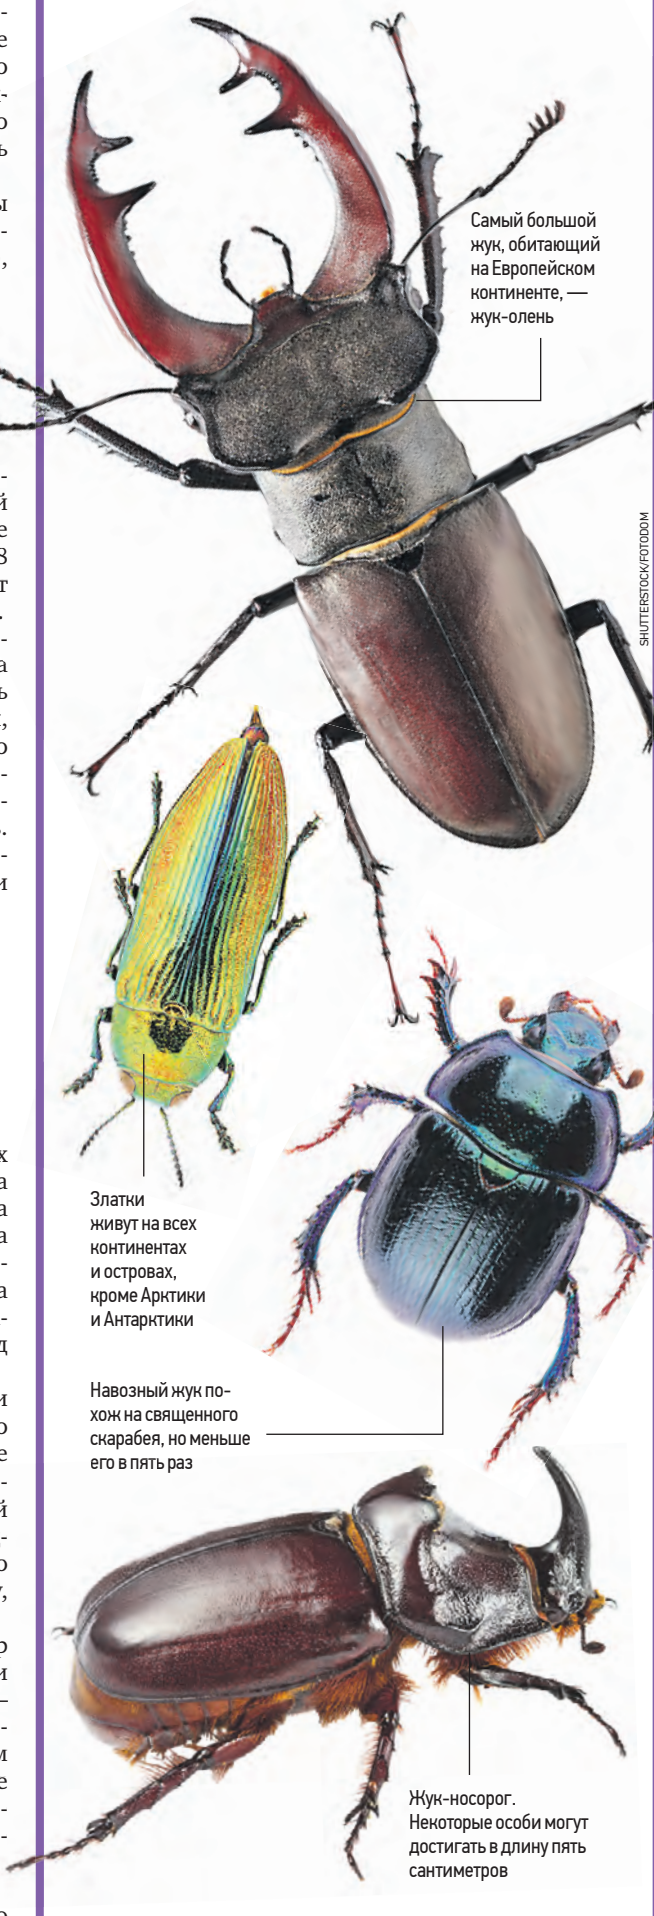 Самый большой
жук, обитающий
на Европейском
континенте, —
жук-олень
SHUTTERSTOCK/FOTODOM
Златки
живут на всех
континентах
и островах,
кроме Арктики
и Антарктики
Навозный жук по-
хож на священного
скарабея, но меньше
его в пять раз
Жук-носорог.
Некоторые особи могут
достигать в длину пять
сантиметров